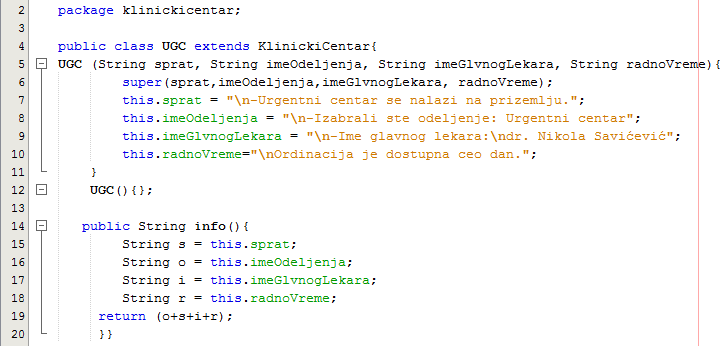 2 package klinickicentar;
3
4 public class UGC extends KlinickiCentar{
5 UGC (String sprat, String imeOdeljenja, String imeGlvnogLekara, String radnoVreme){
6 super(sprat,imeOdeljenja,imeGlvnogLekara, radnoVreme);
7 this.sprat = "\n-Urgentni centar se nalazi na prizemlju.";
8 this.imeOdeljenja = "\n-Izabrali ste odeljenje: Urgentni centar";
9 this.imeGlvnogLekara = "\n-Ime glavnog lekara:\ndr. Nikola Savićević";
10 this.radnoVreme="\nOrdinacija je dostupna ceo dan.";
11 }
12 UGC(){};
13
14 public String info(){
15 String s = this.sprat;
16 String o = this.imeOdeljenja;
17 String i = this.imeGlvnogLekara;
18 String r = this.radnoVreme;
19 return (o+s+i+r);
20 }}